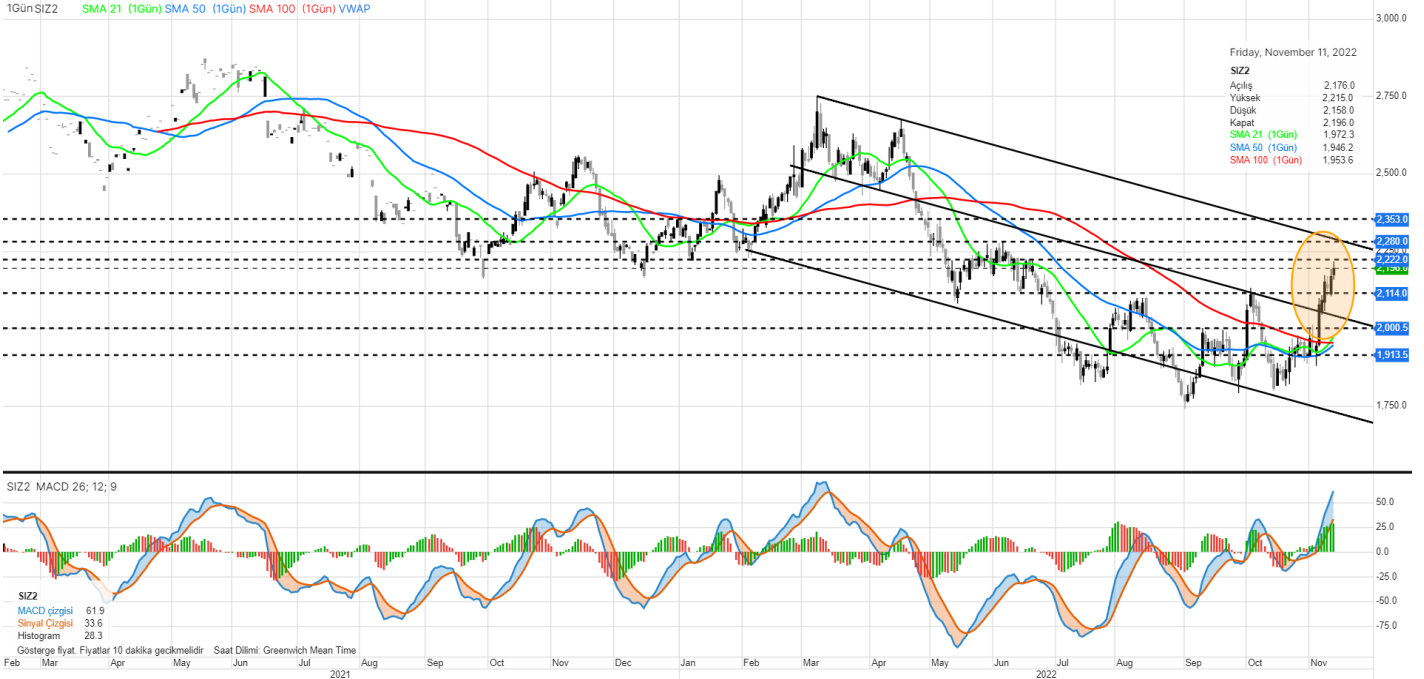 1Gün SIZ2 SMA 21 (1Gün) SMA 50 (1Gün) SMA 100 (1Gün) VWAP
3,000.0
Friday, November 11, 2022
SIZ2
Açılış 2,176.0
Yüksek 2,215.0
Düşük 2,158.0
Kapat 2,196.0
SMA 21 (1Gün) 1,972.3
SMA 50 (1Gün) 1,946.2
SMA 100 (1Gün) 1,953.6
2,750.0
2,500.0
2,353.0
2,280.0
2,222.0
2,196.0
2,114.0
2,000.5
1,913.5
1,750.0
SIZ2 MACD 26; 12; 9
50.0
25.0
0.0
-25.0
-50.0
-75.0
SIZ2
MACD çizgisi 61.9
Sinyal Çizgisi 33.6
Histogram 28.3
Gösterge fiyat. Fiyatlar 10 dakika gecikmelidir Saat Dilimi: Greenwich Mean Time
Feb Mar Apr May Jun Jul Aug Sep Oct Nov Dec Jan Feb Mar Apr May Jun Jul Aug Sep Oct Nov
2021 2022